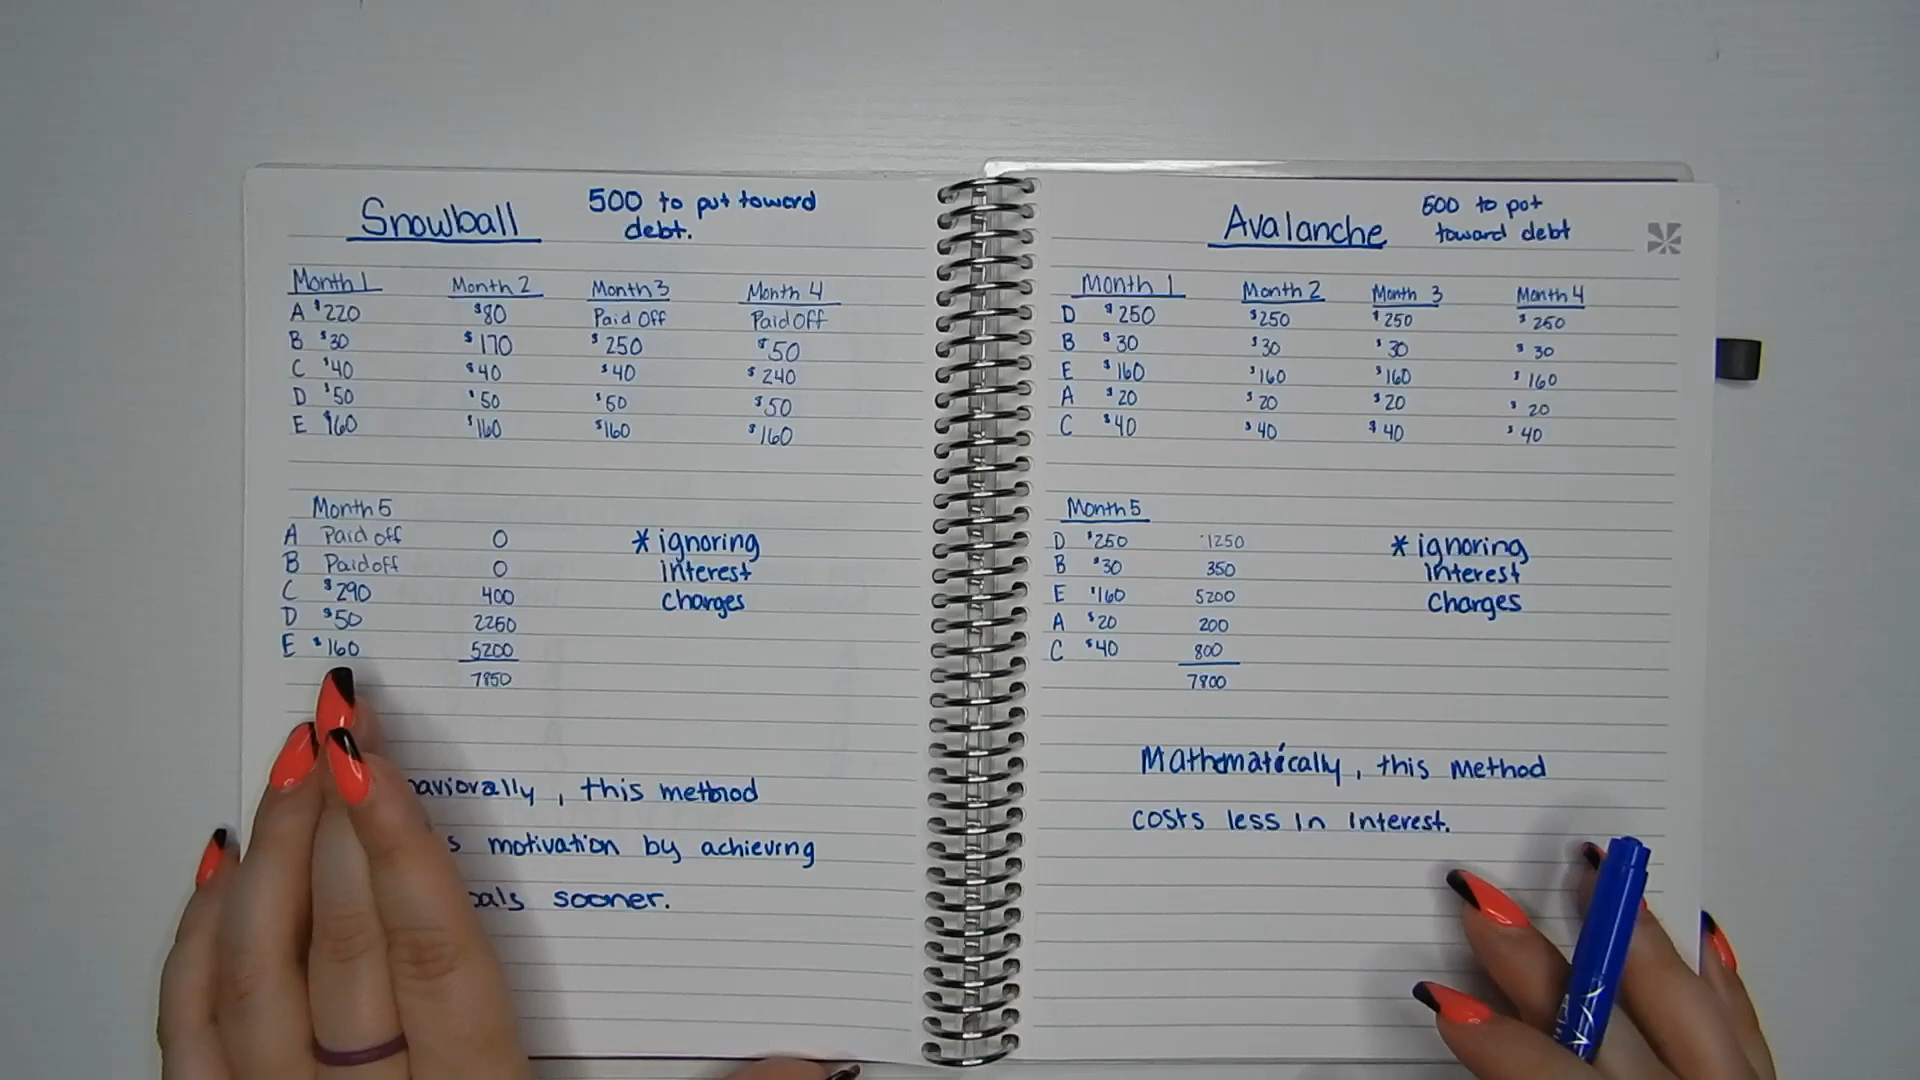 Snowball
500 to put toward
debt.
Month 1 Month 2 Month 3 Month 4
A $220 $80 Paid Off Paid Off
B $30 $170 $250 $50
C $40 $40 $40 $240
D $50 $50 $50 $50
E $160 $160 $160 $160
Month 5
A Paid off 0
B Paid off 0
C $290 400
D $50 2250
E $160 5200
7850
* ignoring
interest
charges
aviorally, this method
s motivation by achieving
oals sooner.
Avalanche
500 to put
toward debt
Month 1 Month 2 Month 3 Month 4
D $250 $250 $250 $250
B $30 $30 $30 $30
E $160 $160 $160 $160
A $20 $20 $20 $20
C $40 $40 $40 $40
Month 5
D $250 1250
B $30 350
E $160 5200
A $20 200
C $40 800
7800
* ignoring
interest
charges
Mathematically, this method
costs less in interest.